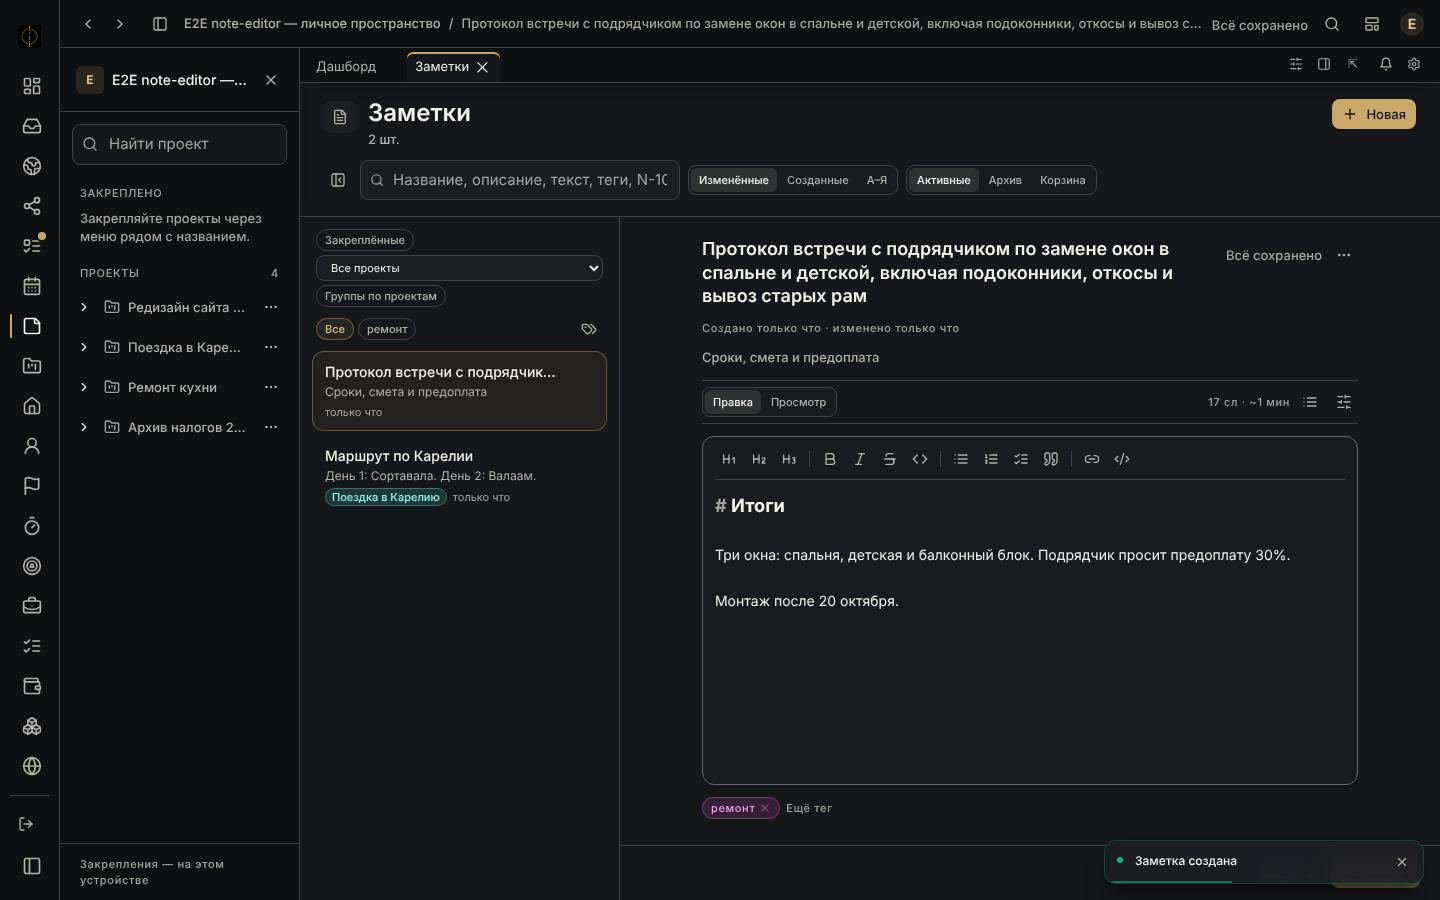 E2E note-editor — личное пространство / Протокол встречи с подрядчиком по замене окон в спальне и детской, включая подоконники, откосы и вывоз с...
Всё сохранено
E
E
E2E note-editor —...
Найти проект
ЗАКРЕПЛЕНО
Закрепляйте проекты через
меню рядом с названием.
ПРОЕКТЫ 4
Редизайн сайта ...
Поездка в Каре...
Ремонт кухни
Архив налогов 2...
Закрепления — на этом
устройстве
Дашборд
Заметки
Заметки
2 шт.
Новая
Название, описание, текст, теги, N-10
Изменённые Созданные А–Я
Активные Архив Корзина
Закреплённые
Все проекты
Группы по проектам
Все ремонт
Протокол встречи с подрядчик...
Сроки, смета и предоплата
только что
Маршрут по Карелии
День 1: Сортавала. День 2: Валаам.
Поездка в Карелию только что
Протокол встречи с подрядчиком по замене окон в
спальне и детской, включая подоконники, откосы и
вывоз старых рам
Всё сохранено
Создано только что · изменено только что
Сроки, смета и предоплата
Правка Просмотр
17 сл · ~1 мин
H1 H2 H3 B I S
# Итоги
Три окна: спальня, детская и балконный блок. Подрядчик просит предоплату 30%.
Монтаж после 20 октября.
ремонт
Ещё тег
Заметка создана